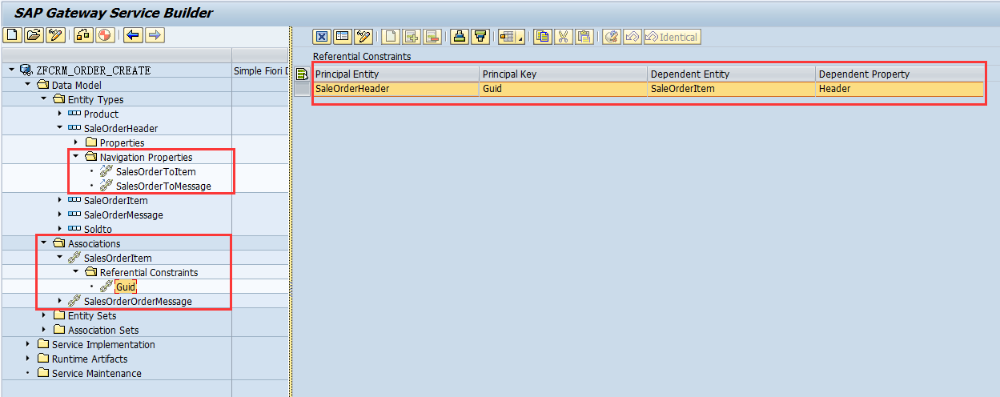 SAP Gateway Service Builder
Identical
ZFCRM_ORDER_CREATE Simple Fiori D
Data Model
Entity Types
Product
SaleOrderHeader
Properties
Navigation Properties
SalesOrderToItem
SalesOrderToMessage
SaleOrderItem
SaleOrderMessage
Soldto
Associations
SalesOrderItem
Referential Constraints
Guid
SalesOrderOrderMessage
Entity Sets
Association Sets
Service Implementation
Runtime Artifacts
Service Maintenance
Referential Constraints
Principal Entity Principal Key Dependent Entity Dependent Property
SaleOrderHeader Guid SaleOrderItem Header